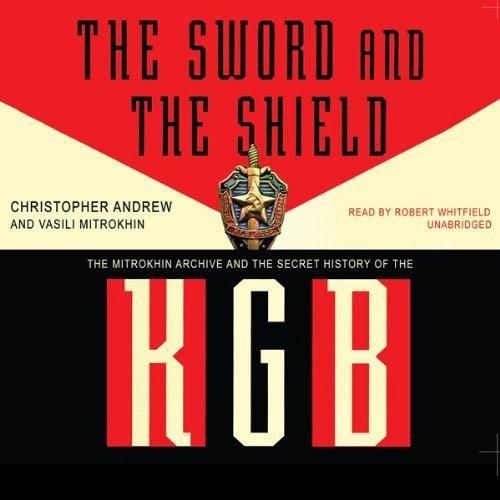 THE SWORD AND
THE SHIELD
CHRISTOPHER ANDREW
AND VASILI MITROKHIN
READ BY ROBERT WHITFIELD
UNABRIDGED
THE MITROKHIN ARCHIVE AND THE SECRET HISTORY OF THE
KGB